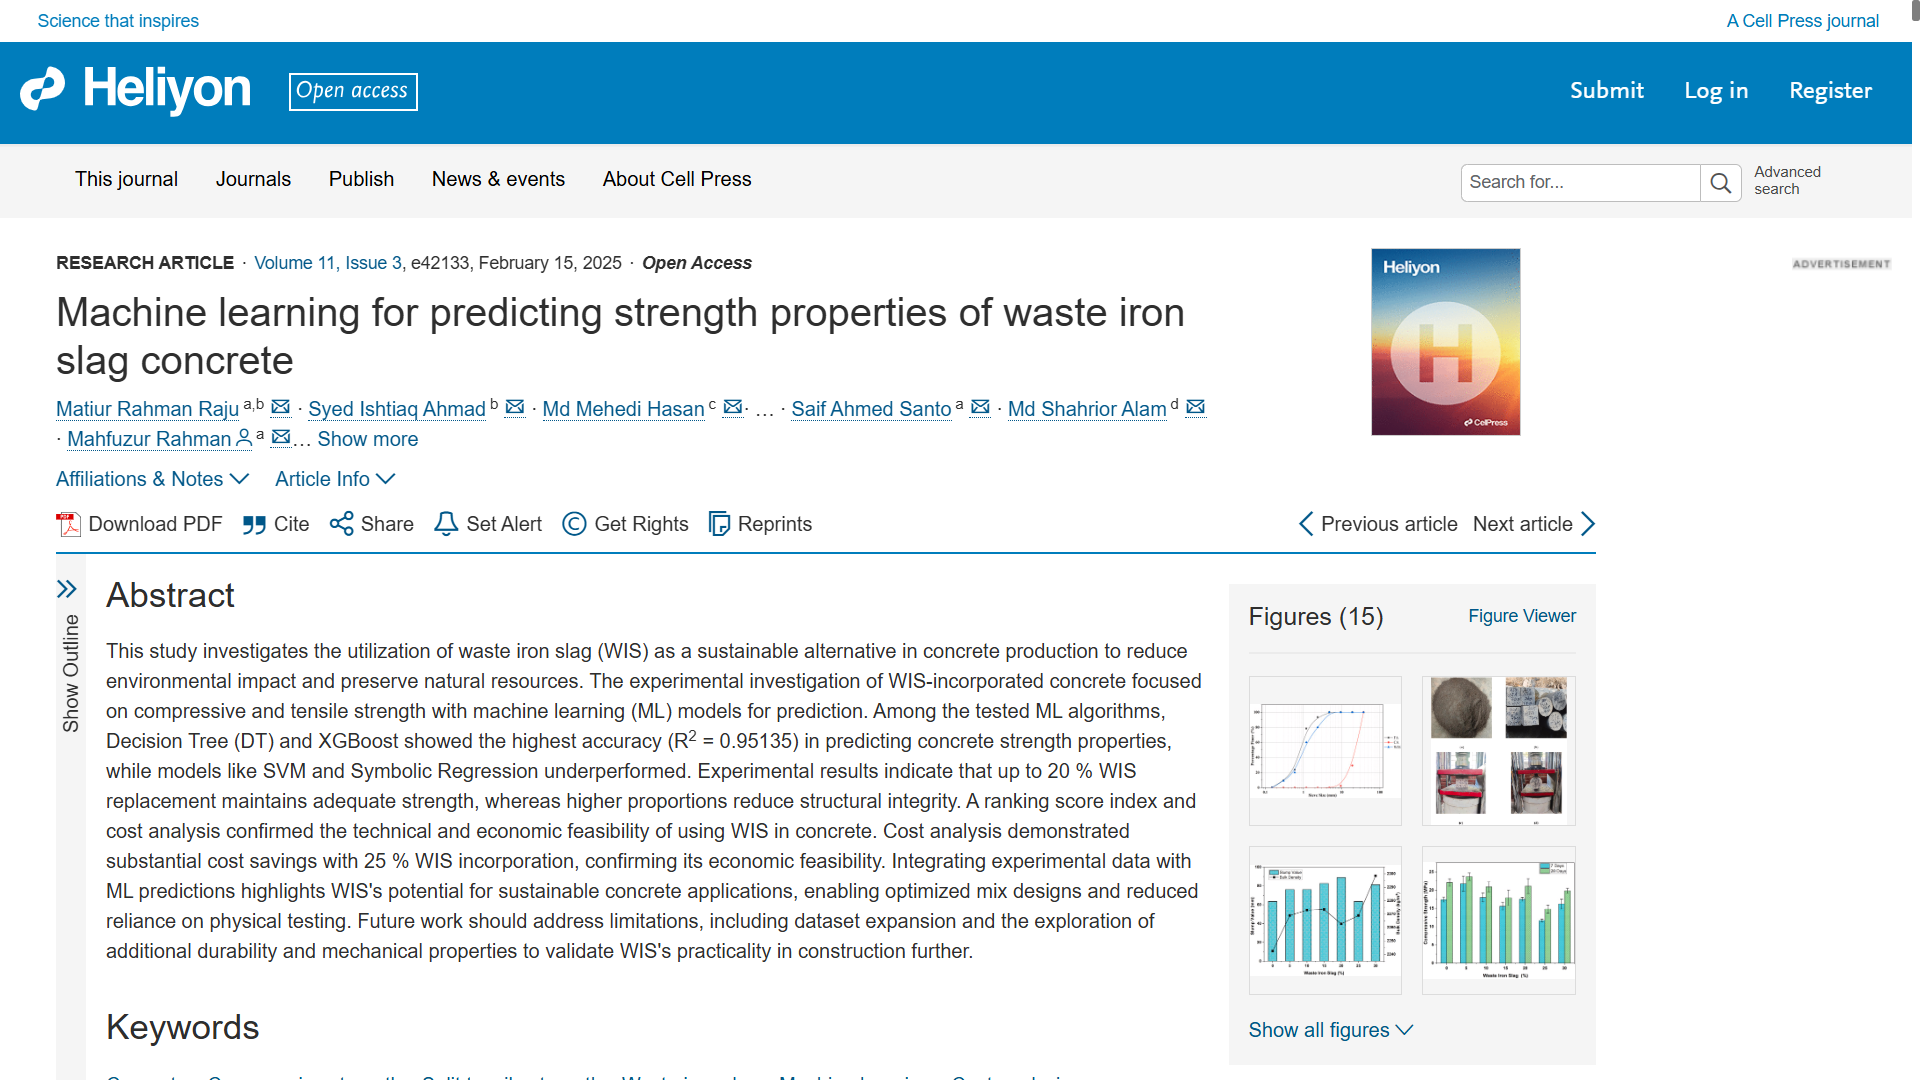 Science that inspires
A Cell Press journal
Heliyon
Open access
Submit
Log in
Register
This journal
Journals
Publish
News & events
About Cell Press
Search for...
Advanced
search
RESEARCH ARTICLE · Volume 11, Issue 3, e42133, February 15, 2025 · Open Access
Machine learning for predicting strength properties of waste iron
slag concrete
Matiur Rahman Raju a,b · Syed Ishtiaq Ahmad b · Md Mehedi Hasan c · … · Saif Ahmed Santo a · Md Shahrior Alam d
· Mahfuzur Rahman a … Show more
Affiliations & Notes
Article Info
Download PDF
Cite
Share
Set Alert
Get Rights
Reprints
Previous article
Next article
Heliyon
CelPress
ADVERTISEMENT
Show Outline
Abstract
This study investigates the utilization of waste iron slag (WIS) as a sustainable alternative in concrete production to reduce
environmental impact and preserve natural resources. The experimental investigation of WIS-incorporated concrete focused
on compressive and tensile strength with machine learning (ML) models for prediction. Among the tested ML algorithms,
Decision Tree (DT) and XGBoost showed the highest accuracy (R2 = 0.95135) in predicting concrete strength properties,
while models like SVM and Symbolic Regression underperformed. Experimental results indicate that up to 20 % WIS
replacement maintains adequate strength, whereas higher proportions reduce structural integrity. A ranking score index and
cost analysis confirmed the technical and economic feasibility of using WIS in concrete. Cost analysis demonstrated
substantial cost savings with 25 % WIS incorporation, confirming its economic feasibility. Integrating experimental data with
ML predictions highlights WIS's potential for sustainable concrete applications, enabling optimized mix designs and reduced
reliance on physical testing. Future work should address limitations, including dataset expansion and the exploration of
additional durability and mechanical properties to validate WIS's practicality in construction further.
Keywords
Figures (15)
Figure Viewer
Waste Iron Slag (%)
Waste Iron Slag (%)
Show all figures